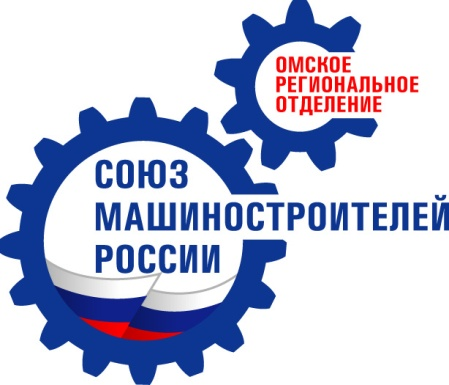 ОМСКОЕ
РЕГИОНАЛЬНОЕ
ОТДЕЛЕНИЕ
СОЮЗ
МАШИНОСТРОИТЕЛЕЙ
РОССИИ